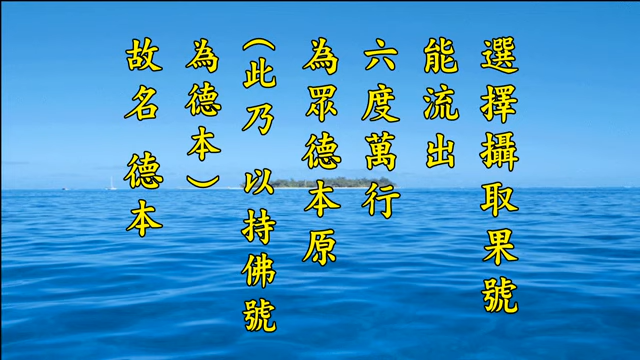 選擇攝取果號
能流出
六度萬行
為眾德本原
(此乃 以持佛號
為德本)
故名 德本